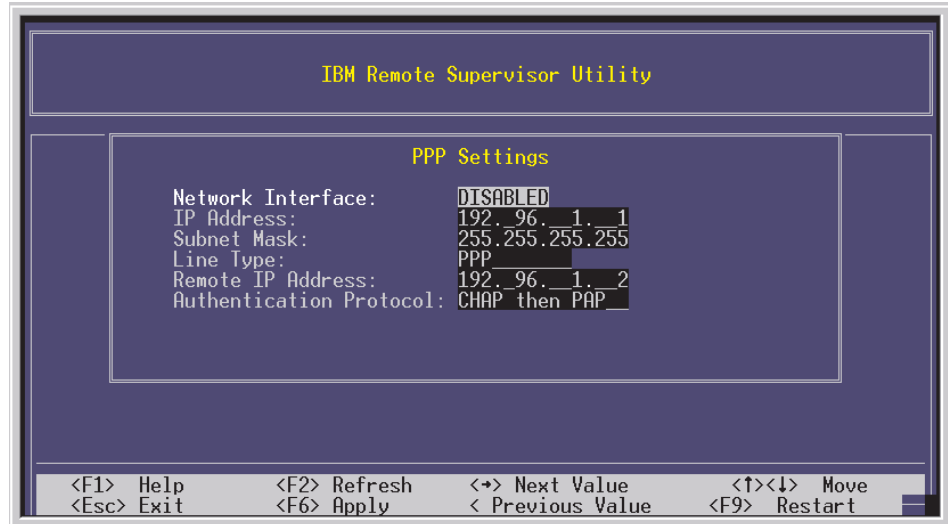 IBM Remote Supervisor Utility
PPP Settings
Network Interface: DISABLED
IP Address: 192._96.__1.__1
Subnet Mask: 255.255.255.255
Line Type: PPP_______
Remote IP Address: 192._96.__1.__2
Authentication Protocol: CHAP then PAP__
<F1> Help <F2> Refresh <→> Next Value <↑><↓> Move
<Esc> Exit <F6> Apply < Previous Value <F9> Restart